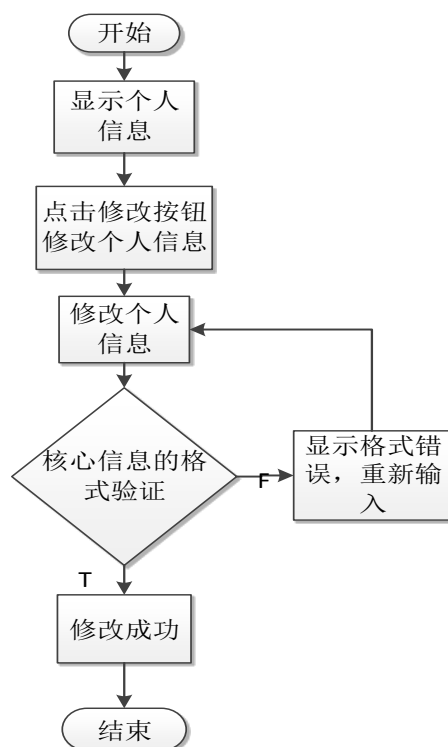 开始
显示个人
信息
点击修改按钮
修改个人信息
修改个人
信息
核心信息的格
式验证
F
显示格式错
误，重新输
入
T
修改成功
结束